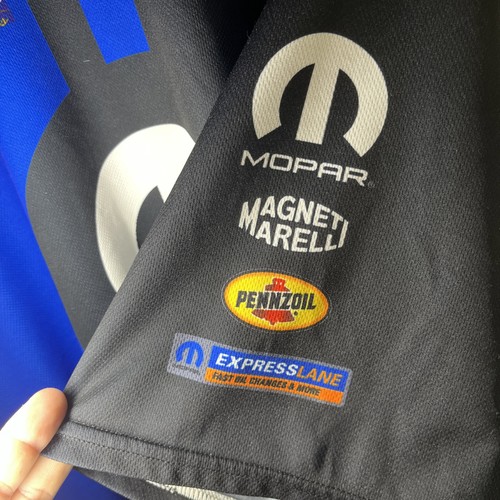 MOPAR®
MAGNETI
MARELLI
PENNZOIL
EXPRESSLANE
FAST OIL CHANGES & MORE